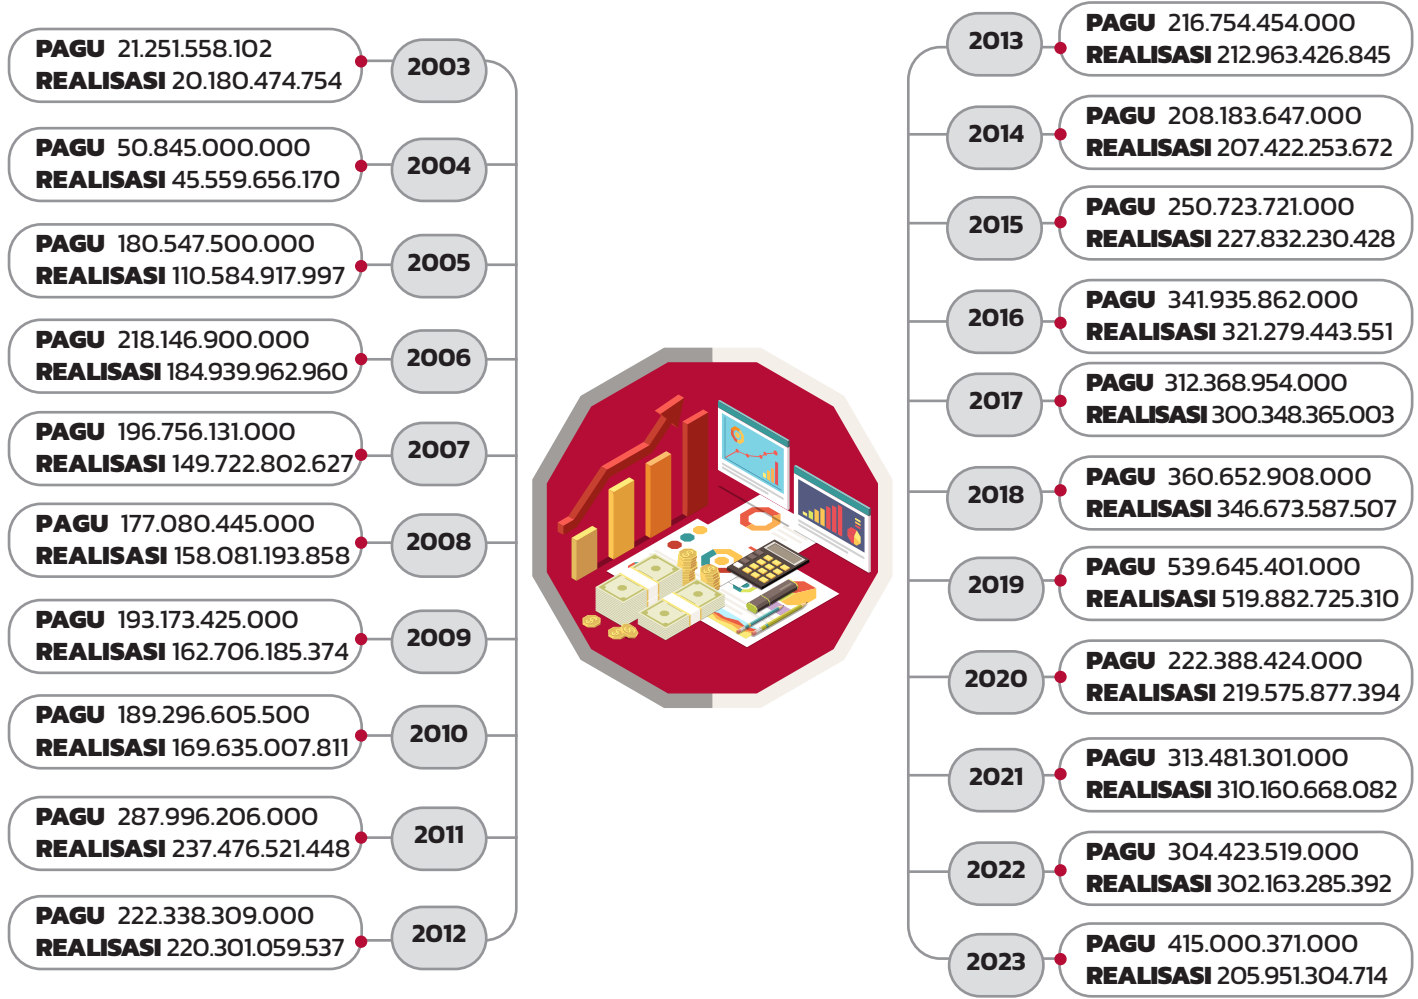 2003
PAGU 21.251.558.102
REALISASI 20.180.474.754
2004
PAGU 50.845.000.000
REALISASI 45.559.656.170
2005
PAGU 180.547.500.000
REALISASI 110.584.917.997
2006
PAGU 218.146.900.000
REALISASI 184.939.962.960
2007
PAGU 196.756.131.000
REALISASI 149.722.802.627
2008
PAGU 177.080.445.000
REALISASI 158.081.193.858
2009
PAGU 193.173.425.000
REALISASI 162.706.185.374
2010
PAGU 189.296.605.500
REALISASI 169.635.007.811
2011
PAGU 287.996.206.000
REALISASI 237.476.521.448
2012
PAGU 222.338.309.000
REALISASI 220.301.059.537
2013
PAGU 216.754.454.000
REALISASI 212.963.426.845
2014
PAGU 208.183.647.000
REALISASI 207.422.253.672
2015
PAGU 250.723.721.000
REALISASI 227.832.230.428
2016
PAGU 341.935.862.000
REALISASI 321.279.443.551
2017
PAGU 312.368.954.000
REALISASI 300.348.365.003
2018
PAGU 360.652.908.000
REALISASI 346.673.587.507
2019
PAGU 539.645.401.000
REALISASI 519.882.725.310
2020
PAGU 222.388.424.000
REALISASI 219.575.877.394
2021
PAGU 313.481.301.000
REALISASI 310.160.668.082
2022
PAGU 304.423.519.000
REALISASI 302.163.285.392
2023
PAGU 415.000.371.000
REALISASI 205.951.304.714